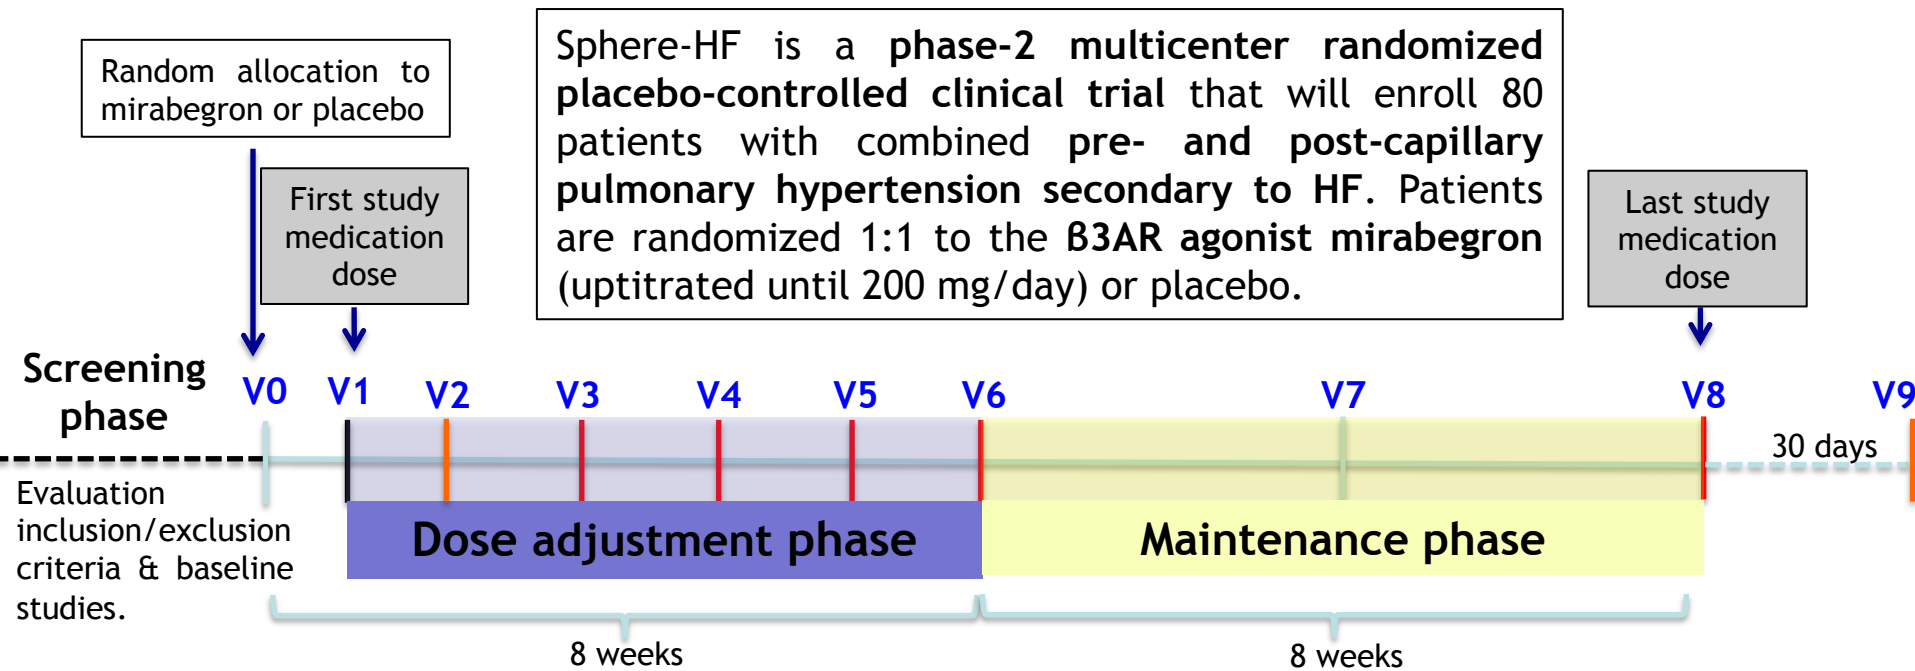 Random allocation to
mirabegron or placebo
First study
medication
dose
Sphere-HF is a phase-2 multicenter randomized
placebo-controlled clinical trial that will enroll 80
patients with combined pre- and post-capillary
pulmonary hypertension secondary to HF. Patients
are randomized 1:1 to the ß3AR agonist mirabegron
(uptitrated until 200 mg/day) or placebo.
Last study
medication
dose
Screening
phase
V0 V1 V2 V3 V4 V5 V6 V7 V8 V9
30 days
Evaluation
inclusion/exclusion
criteria & baseline
studies.
Dose adjustment phase
Maintenance phase
8 weeks
8 weeks